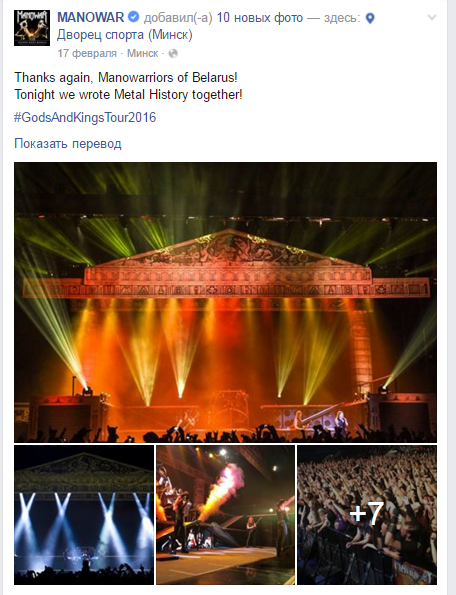 MANOWAR добавил(-а) 10 новых фото — здесь:
Дворец спорта (Минск)
17 февраля · Минск ·
Thanks again, Manowarriors of Belarus!
Tonight we wrote Metal History together!
#GodsAndKingsTour2016
Показать перевод
+7